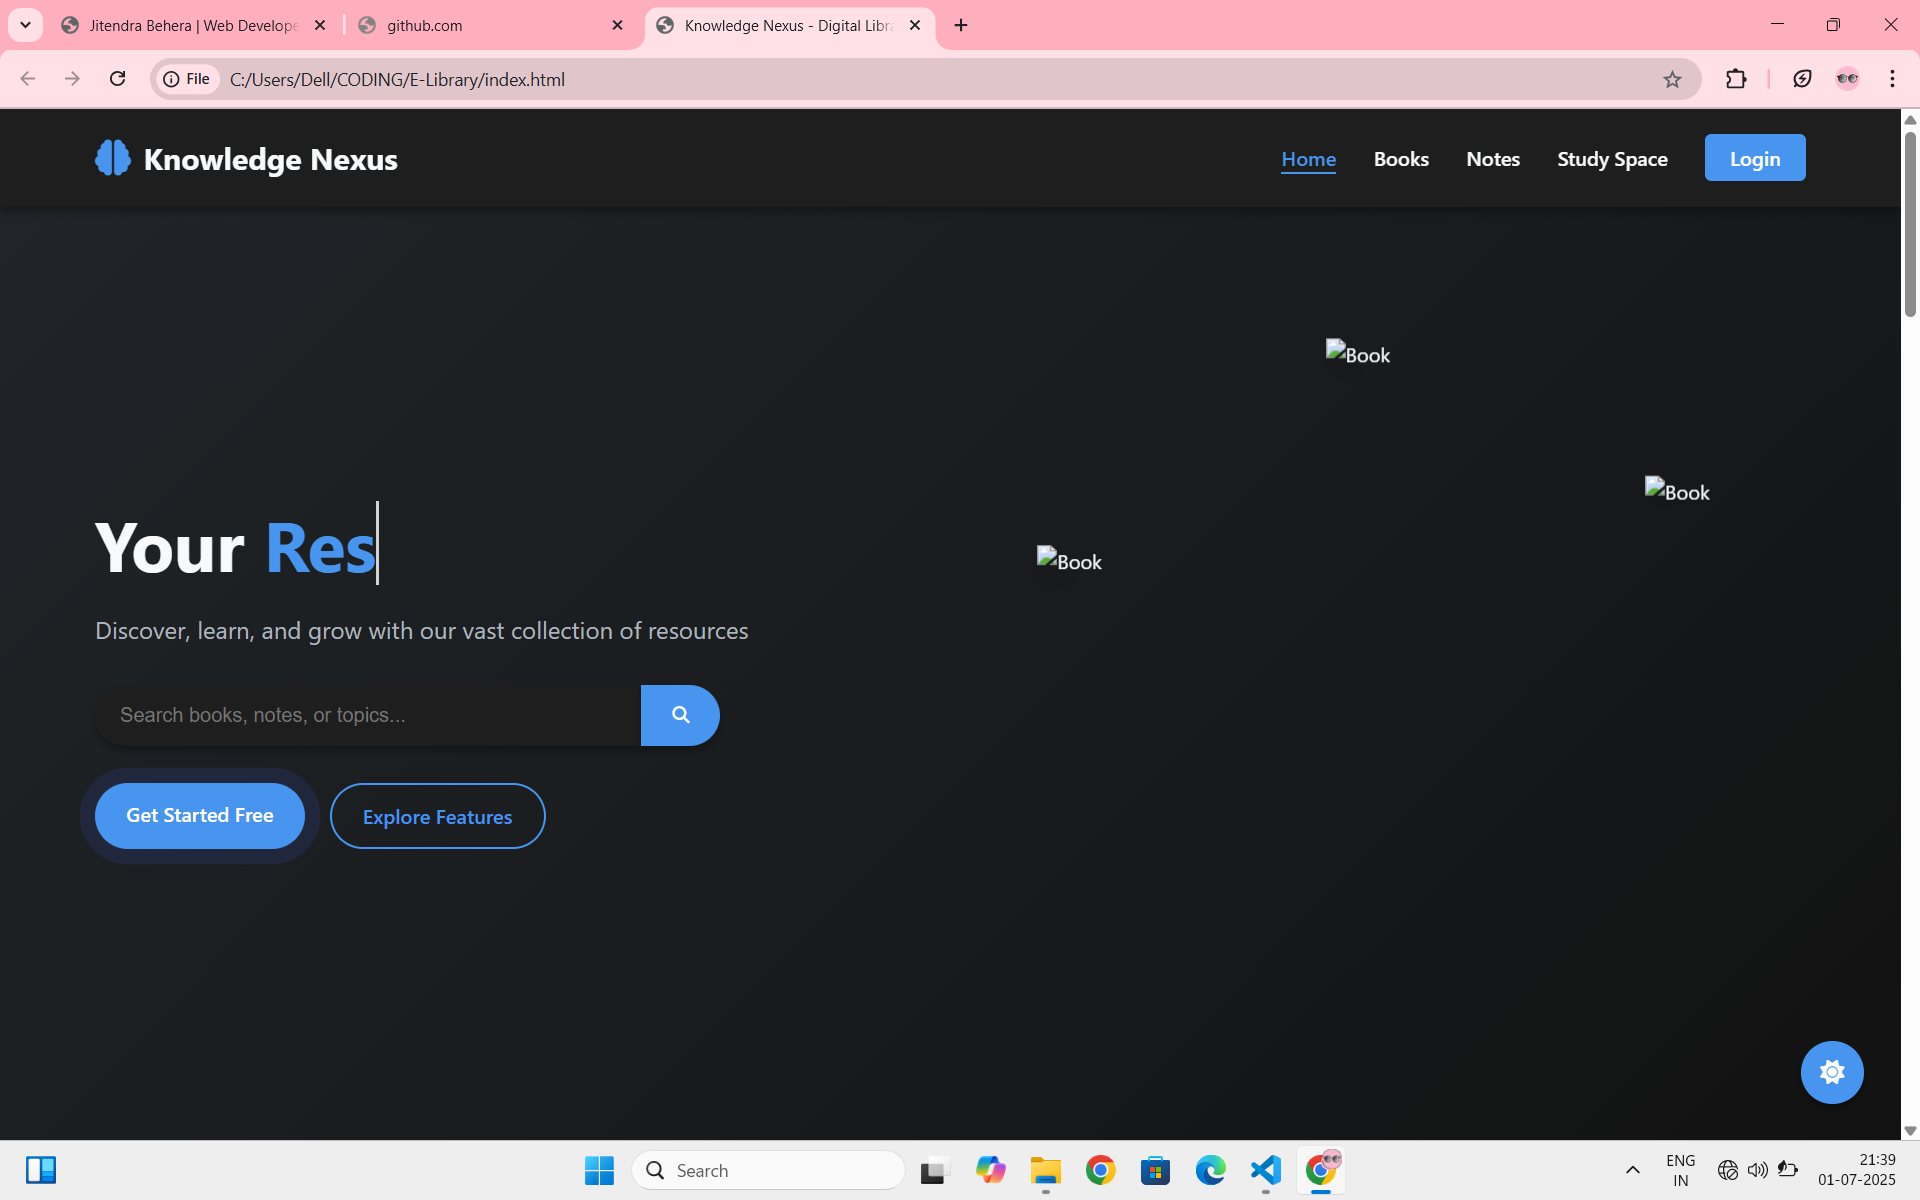 Jitendra Behera | Web Develope
github.com
Knowledge Nexus - Digital Libra
File
C:/Users/Dell/CODING/E-Library/index.html
Knowledge Nexus
Home
Books
Notes
Study Space
Login
Book
Book
Book
Your Res
Discover, learn, and grow with our vast collection of resources
Search books, notes, or topics...
Get Started Free
Explore Features
Search
ENG
IN
21:39
01-07-2025